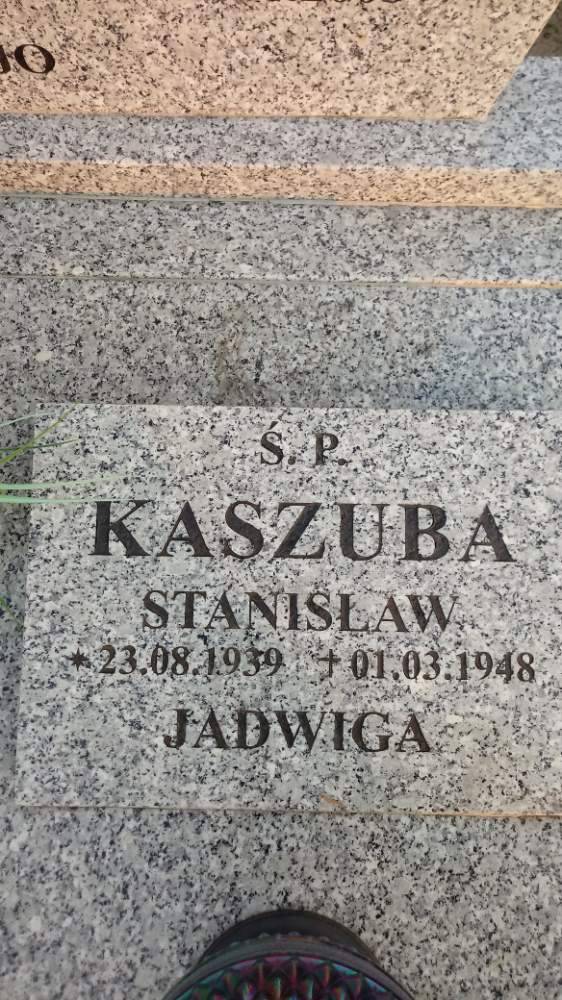 Ś. P.
KASZUBA
STANISŁAW
* 23.08.1939 † 01.03.1948
JADWIGA